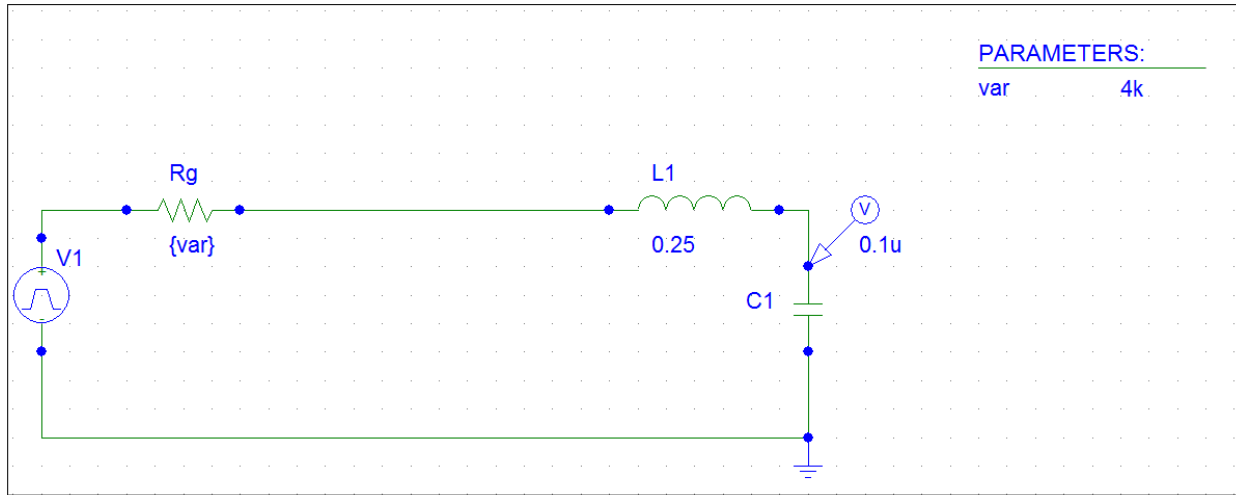 PARAMETERS:
var 4k
Rg
L1
{var}
0.25
V
0.1u
V1
C1